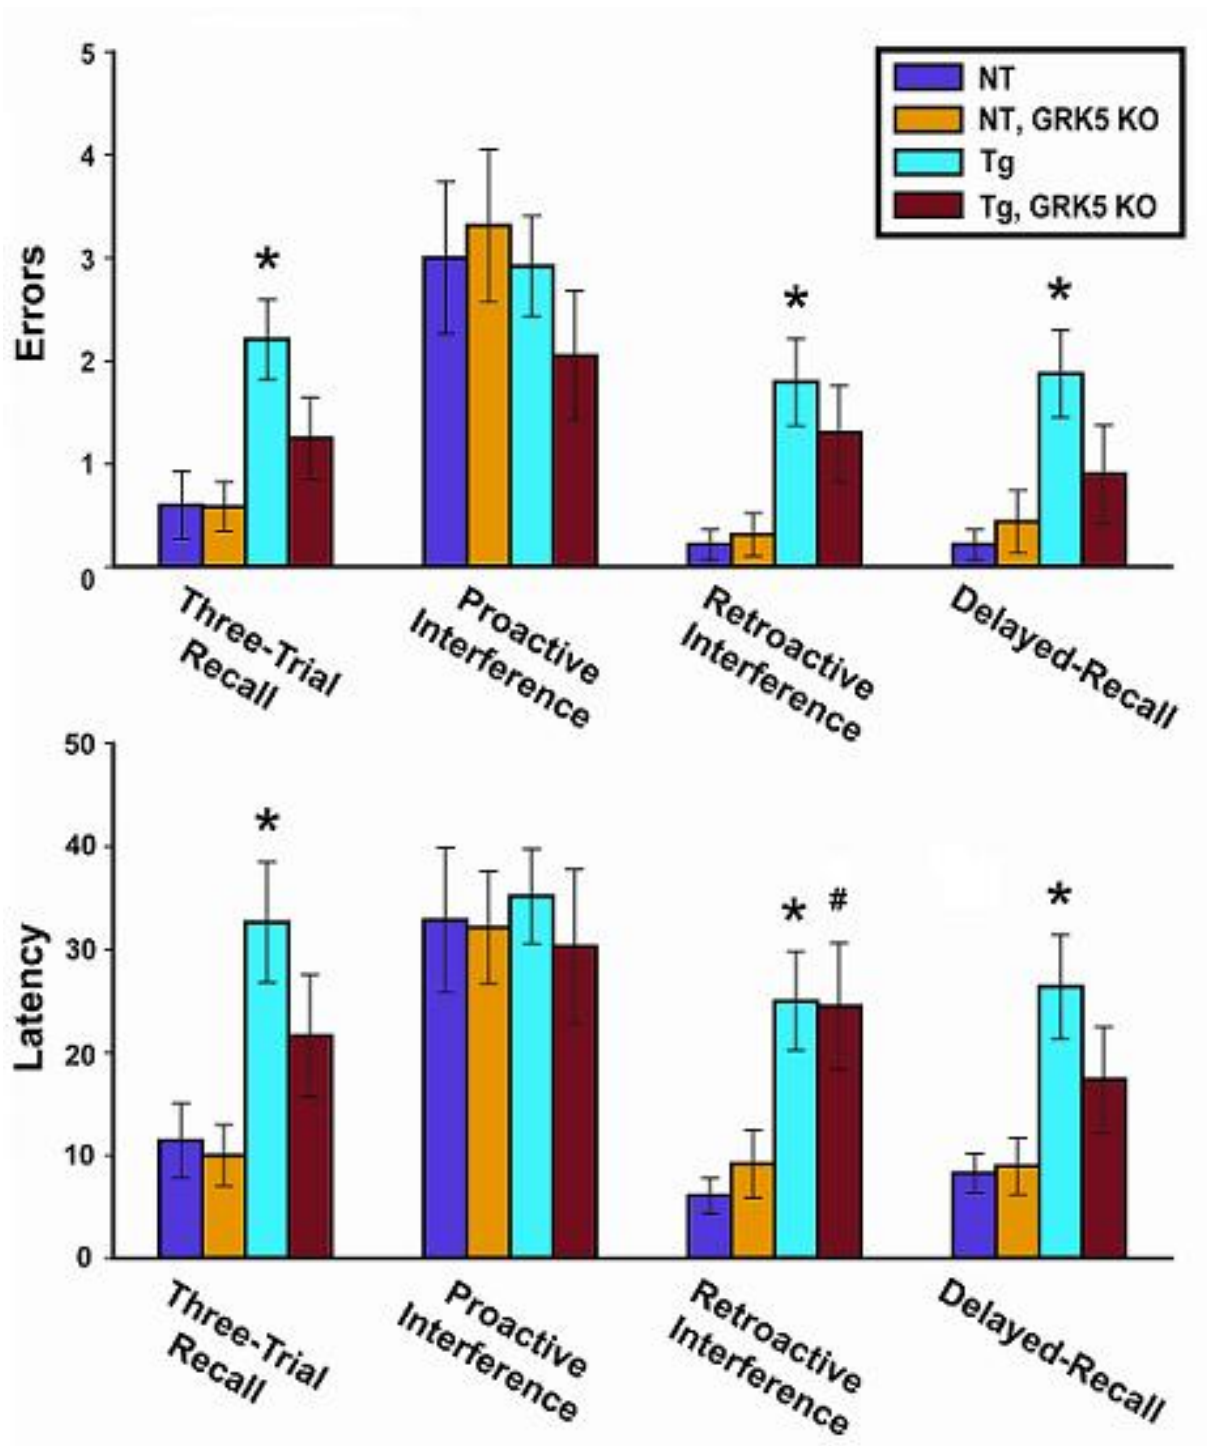 5
4
3
2
1
0
Errors
NT
NT, GRK5 KO
Tg
Tg, GRK5 KO
*
*
*
Three-Trial
Recall
Proactive
Interference
Retroactive
Interference
Delayed-Recall
50
40
30
20
10
0
Latency
*
* #
*
Three-Trial
Recall
Proactive
Interference
Retroactive
Interference
Delayed-Recall